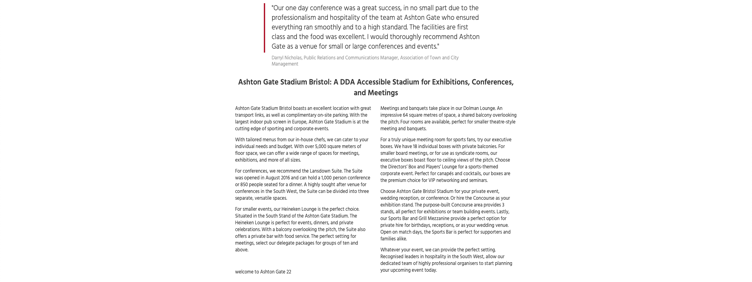 "Our one day conference was a great success, in no small part due to the
professionalism and hospitality of the team at Ashton Gate who ensured
everything ran smoothly and to a high standard. The facilities are first
class and the food was excellent. I would thoroughly recommend Ashton
Gate as a venue for small or large conferences and events."
Darryl Nicholas, Public Relations and Communications Manager, Association of Town and City
Management
Ashton Gate Stadium Bristol: A DDA Accessible Stadium for Exhibitions, Conferences,
and Meetings
Ashton Gate Stadium Bristol boasts an excellent location with great
transport links, as well as complimentary on-site parking. With the
largest indoor pub screen in Europe, Ashton Gate Stadium is at the
cutting edge of sporting and corporate events.
With tailored menus from our in-house chefs, we can cater to your
individual needs and budget. With over 5,000 square meters of
floor space, we can offer a wide range of spaces for meetings,
exhibitions, and more of all sizes.
For conferences, we recommend the Lansdown Suite. The Suite
was opened in August 2016 and can hold a 1,000 person conference
or 850 people seated for a dinner. A highly sought after venue for
conferences in the South West, the Suite can be divided into three
separate, versatile spaces.
For smaller events, our Heineken Lounge is the perfect choice.
Situated in the South Stand of the Ashton Gate Stadium. The
Heineken Lounge is perfect for events, dinners, and private
celebrations. With a balcony overlooking the pitch, the Suite also
offers a private bar with food service. The perfect setting for
meetings, select our delegate packages for groups of ten and
above.
welcome to Ashton Gate 22
Meetings and banquets take place in our Dolman Lounge. An
impressive 64 square metres of space, a shared balcony overlooking
the pitch. Four rooms are available, perfect for smaller theatre-style
meeting and banquets.
For a truly unique meeting room for sports fans, try our executive
boxes. We have 18 individual boxes with private balconies. For
smaller board meetings, or for use as syndicate rooms, our
executive boxes boast floor to ceiling views of the pitch. Choose
the Directors' Box and Players' Lounge for a sports-themed
corporate event. Perfect for canapés and cocktails, our boxes are
the premium choice for VIP networking and seminars.
Choose Ashton Gate Bristol Stadium for your private event,
wedding reception, or conference. Or hire the Concourse area for your
exhibition stand. The purpose-built Concourse area provides 3
stands, all perfect for exhibitions or team building events. Lastly,
our Sports Bar and Grill Mezzanine provide a perfect option for
private hire for birthdays, receptions, or as your wedding venue.
Open on match days, the Sports Bar is perfect for supporters and
families alike.
Whatever your event, we can provide the perfect setting.
Recognised leaders in hospitality in the South West, allow our
dedicated team of highly professional organisers to start planning
your upcoming event today.